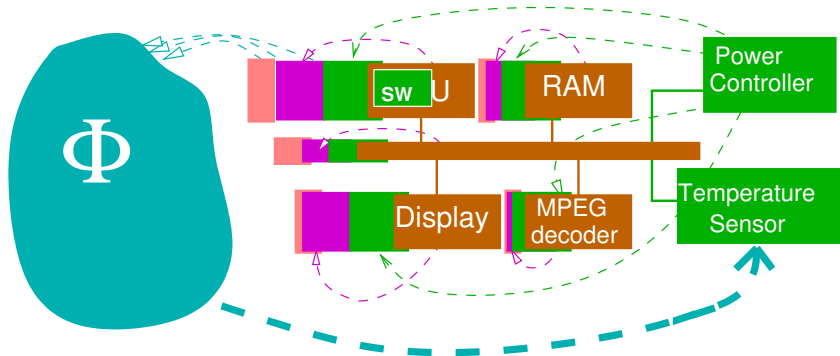 Φ
sw U
RAM
Power
Controller
Display
MPEG
decoder
Temperature
Sensor